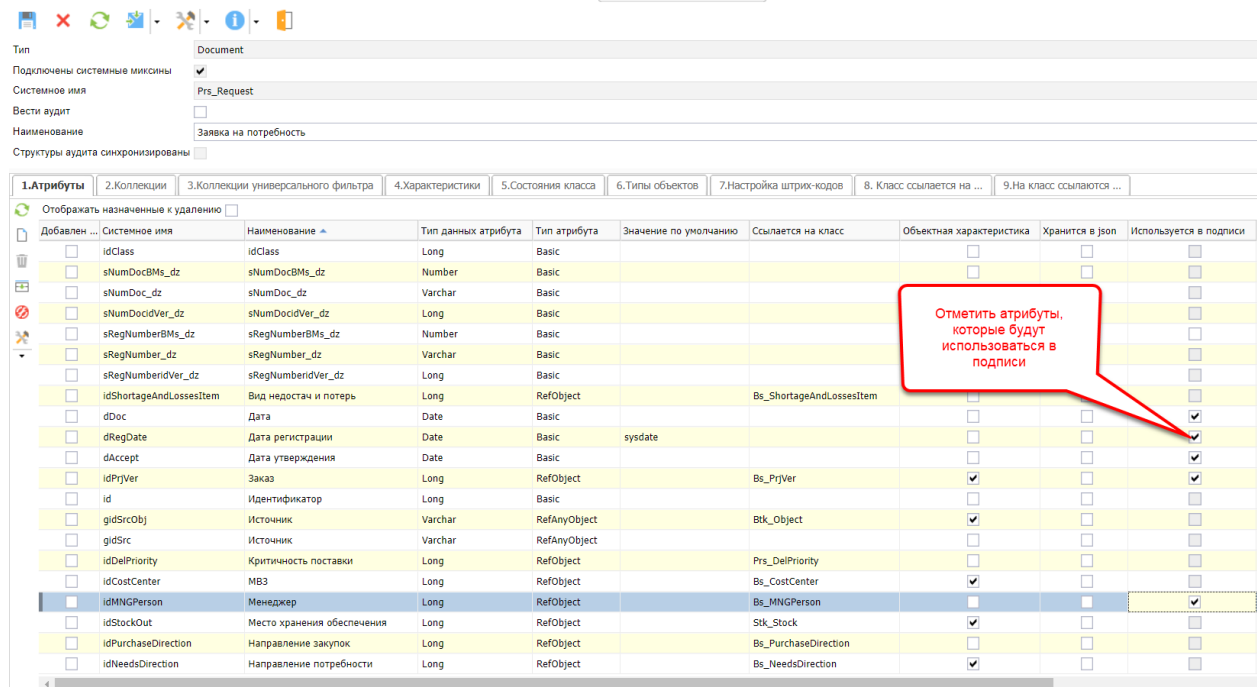 Тип Document
Подключены системные миксины
Системное имя Prs_Request
Вести аудит
Наименование Заявка на потребность
Структуры аудита синхронизированы
1.Атрибуты 2.Коллекции 3.Коллекции универсального фильтра 4.Характеристики 5.Состояния класса 6.Типы объектов 7.Настройка штрих-кодов 8. Класс ссылается на ... 9.На класс ссылаются ...
Отображать назначенные к удалению
Добавлен ... Системное имя Наименование Тип данных атрибута Тип атрибута Значение по умолчанию Ссылается на класс Объектная характеристика Хранится в json Используется в подписи
idClass idClass Long Basic
sNumDocBMs_dz sNumDocBMs_dz Number Basic
sNumDoc_dz sNumDoc_dz Varchar Basic
sNumDocidVer_dz sNumDocidVer_dz Long Basic
sRegNumberBMs_dz sRegNumberBMs_dz Number Basic
sRegNumber_dz sRegNumber_dz Varchar Basic
sRegNumberidVer_dz sRegNumberidVer_dz Long Basic
idShortageAndLossesItem Вид недостач и потерь Long RefObject Bs_ShortageAndLossesItem
dDoc Дата Date Basic
dRegDate Дата регистрации Date Basic sysdate
dAccept Дата утверждения Date Basic
idPrjVer Заказ Long RefObject Bs_PrjVer
id Идентификатор Long Basic
gidSrcObj Источник Varchar RefAnyObject Btk_Object
gidSrc Источник Varchar RefAnyObject
idDelPriority Критичность поставки Long RefObject Prs_DelPriority
idCostCenter МВЗ Long RefObject Bs_CostCenter
idMNGPerson Менеджер Long RefObject Bs_MNGPerson
idStockOut Место хранения обеспечения Long RefObject Stk_Stock
idPurchaseDirection Направление закупок Long RefObject Bs_PurchaseDirection
idNeedsDirection Направление потребности Long RefObject Bs_NeedsDirection
Отметить атрибуты,
которые будут
использоваться в
подписи